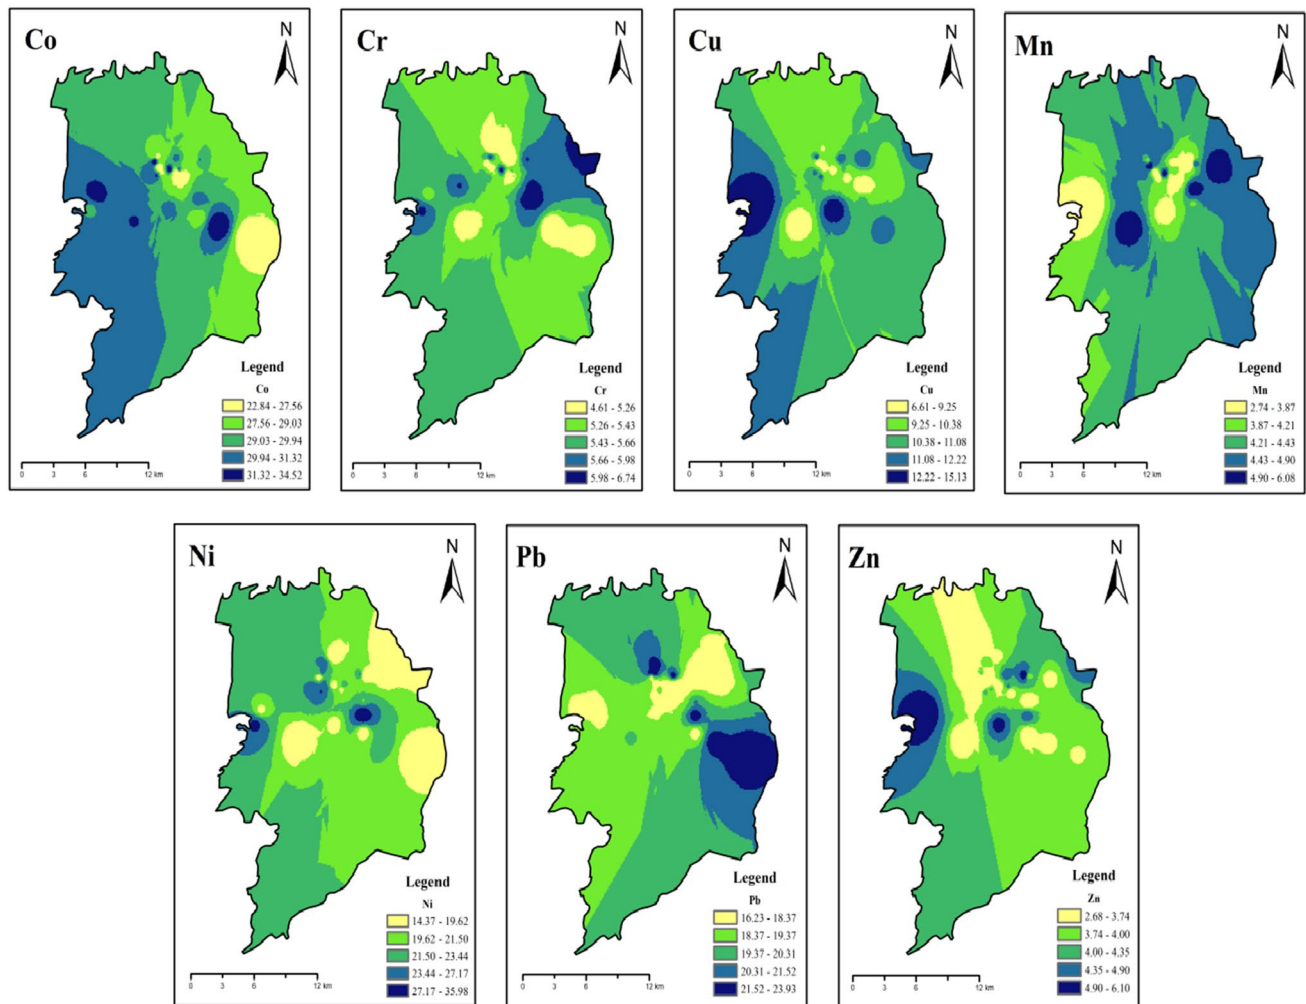 Co
N
Legend
Co
22.84 - 27.56
27.56 - 29.03
29.03 - 29.94
29.94 - 31.32
31.32 - 34.52
0 3 6 12 km
Cr
N
Legend
Cr
4.61 - 5.26
5.26 - 5.43
5.43 - 5.66
5.66 - 5.98
5.98 - 6.74
0 3 6 12 km
Cu
N
Legend
Cu
6.61 - 9.25
9.25 - 10.38
10.38 - 11.08
11.08 - 12.22
12.22 - 15.13
0 3 6 12 km
Mn
N
Legend
Mn
2.74 - 3.87
3.87 - 4.21
4.21 - 4.43
4.43 - 4.90
4.90 - 6.08
0 3 6 12 km
Ni
N
Legend
Ni
14.37 - 19.62
19.62 - 21.50
21.50 - 23.44
23.44 - 27.17
27.17 - 35.98
0 3 6 12 km
Pb
N
Legend
Pb
16.23 - 18.37
18.37 - 19.37
19.37 - 20.31
20.31 - 21.52
21.52 - 23.93
0 3 6 12 km
Zn
N
Legend
Zn
2.68 - 3.74
3.74 - 4.00
4.00 - 4.35
4.35 - 4.90
4.90 - 6.10
0 3 6 12 km